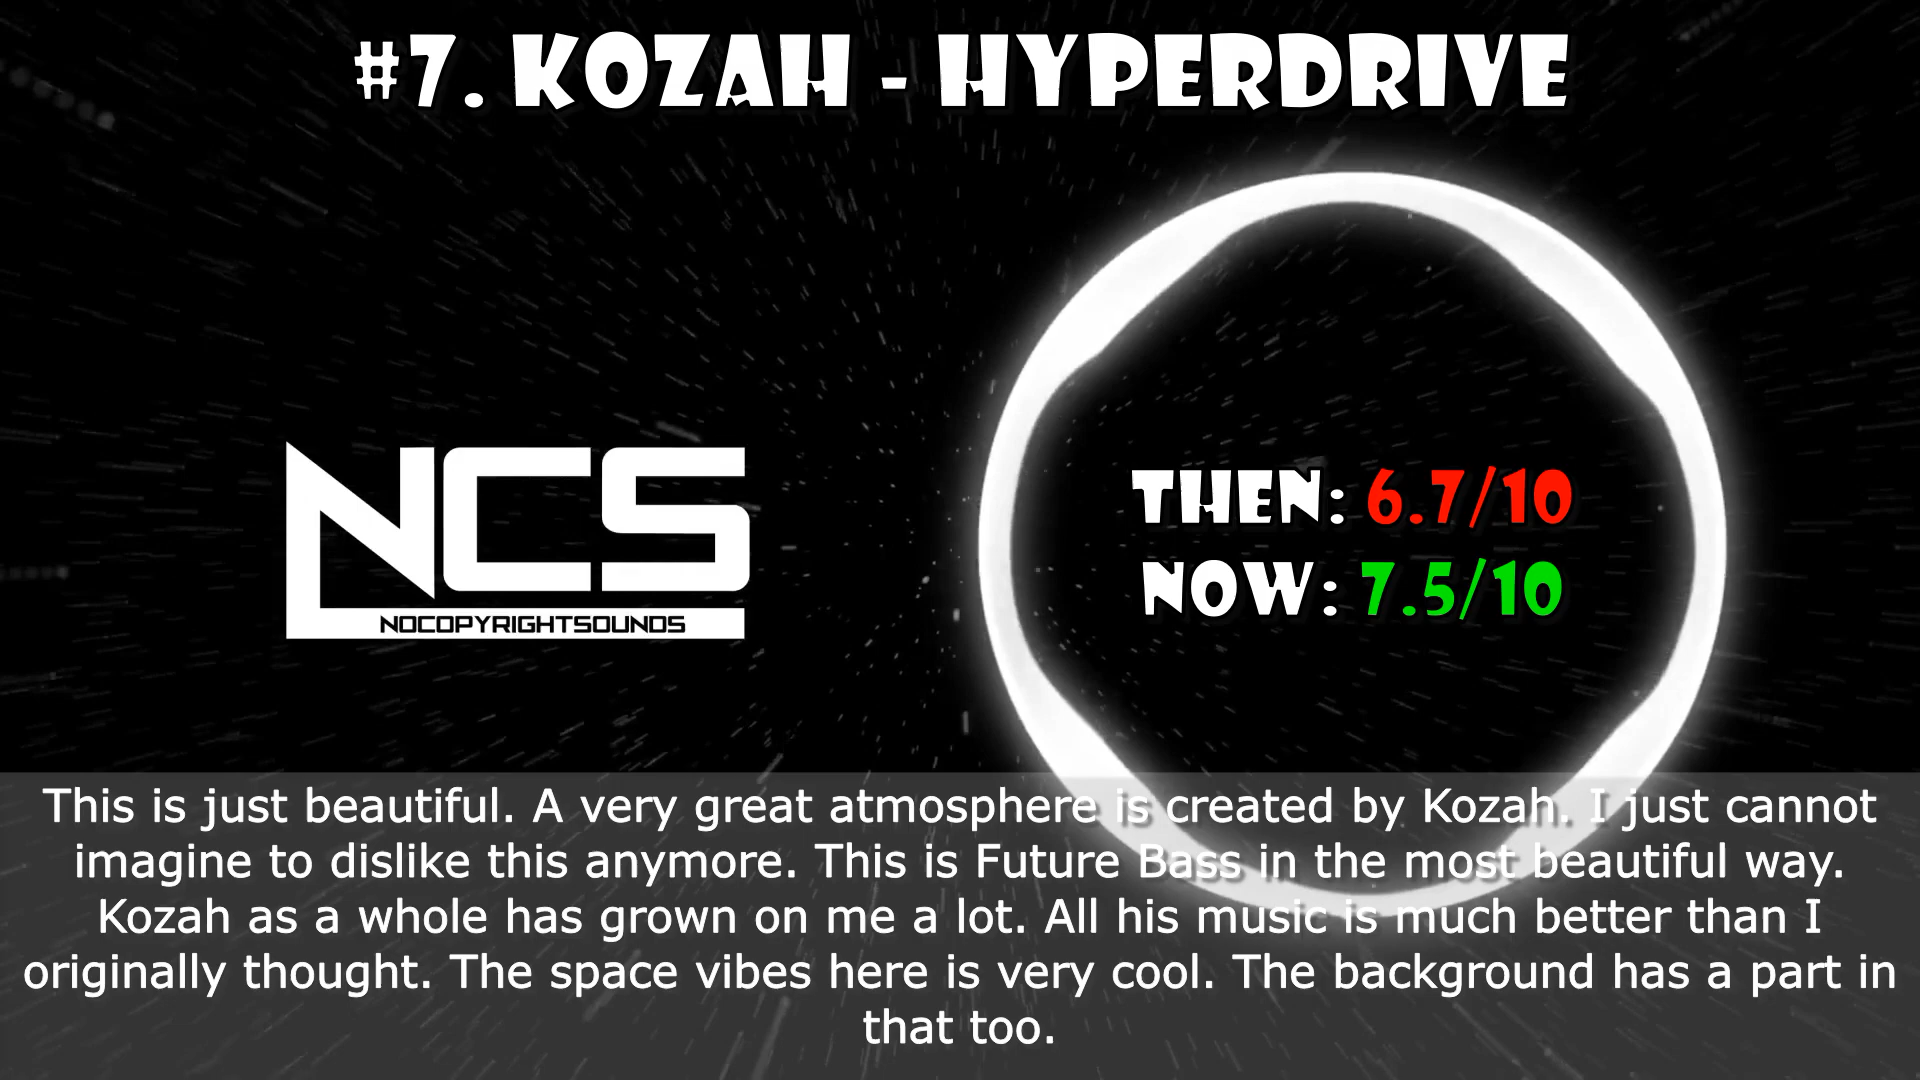 #7. KOZAH - HYPERDRIVE
NCS
NOCOPYRIGHTSOUNDS
THEN: 6.7/10
NOW: 7.5/10
This is just beautiful. A very great atmosphere is created by Kozah. I just cannot
imagine to dislike this anymore. This is Future Bass in the most beautiful way.
Kozah as a whole has grown on me a lot. All his music is much better than I
originally thought. The space vibes here is very cool. The background has a part in
that too.